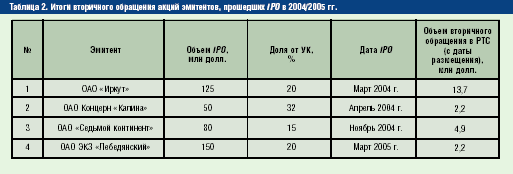 Таблица 2. Итоги вторичного обращения акций эмитентов, прошедших IPO в 2004/2005 гг.
№ Эмитент Объем IPO, млн долл. Доля от УК, % Дата IPO Объем вторичного обращения в РТС (с даты размещения), млн долл.
1 ОАО «Иркут» 125 20 Март 2004 г. 13,7
2 ОАО Концерн «Калина» 50 32 Апрель 2004 г. 2,2
3 ОАО «Седьмой континент» 80 15 Ноябрь 2004 г. 4,9
4 ОАО ЭКЗ «Лебедянский» 150 20 Март 2005 г. 2,2